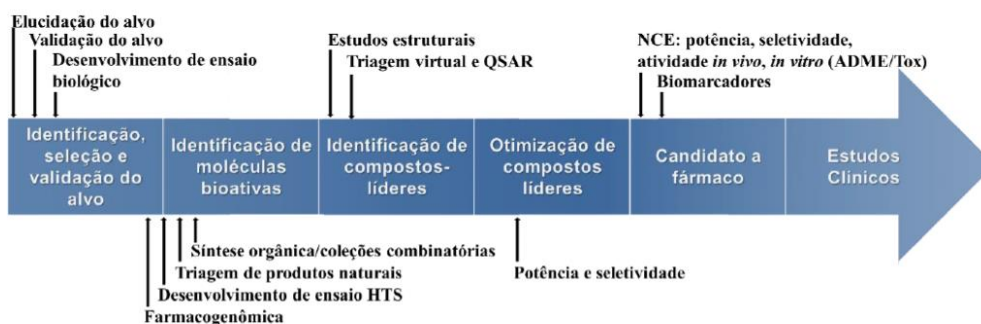 Elucidação do alvo
Validação do alvo
Desenvolvimento de ensaio
biológico
Estudos estruturais
Triagem virtual e QSAR
NCE: potência, seletividade,
atividade in vivo, in vitro (ADME/Tox)
Biomarcadores
Identificação,
seleção e
validação do
alvo
Identificação de
moléculas
bioativas
Identificação de
compostos-
líderes
Otimização de
compostos
líderes
Candidato a
fármaco
Estudos
Clinicos
Síntese orgânica/coleções combinatórias
Triagem de produtos naturais
Desenvolvimento de ensaio HTS
Farmacogenômica
Potência e seletividade